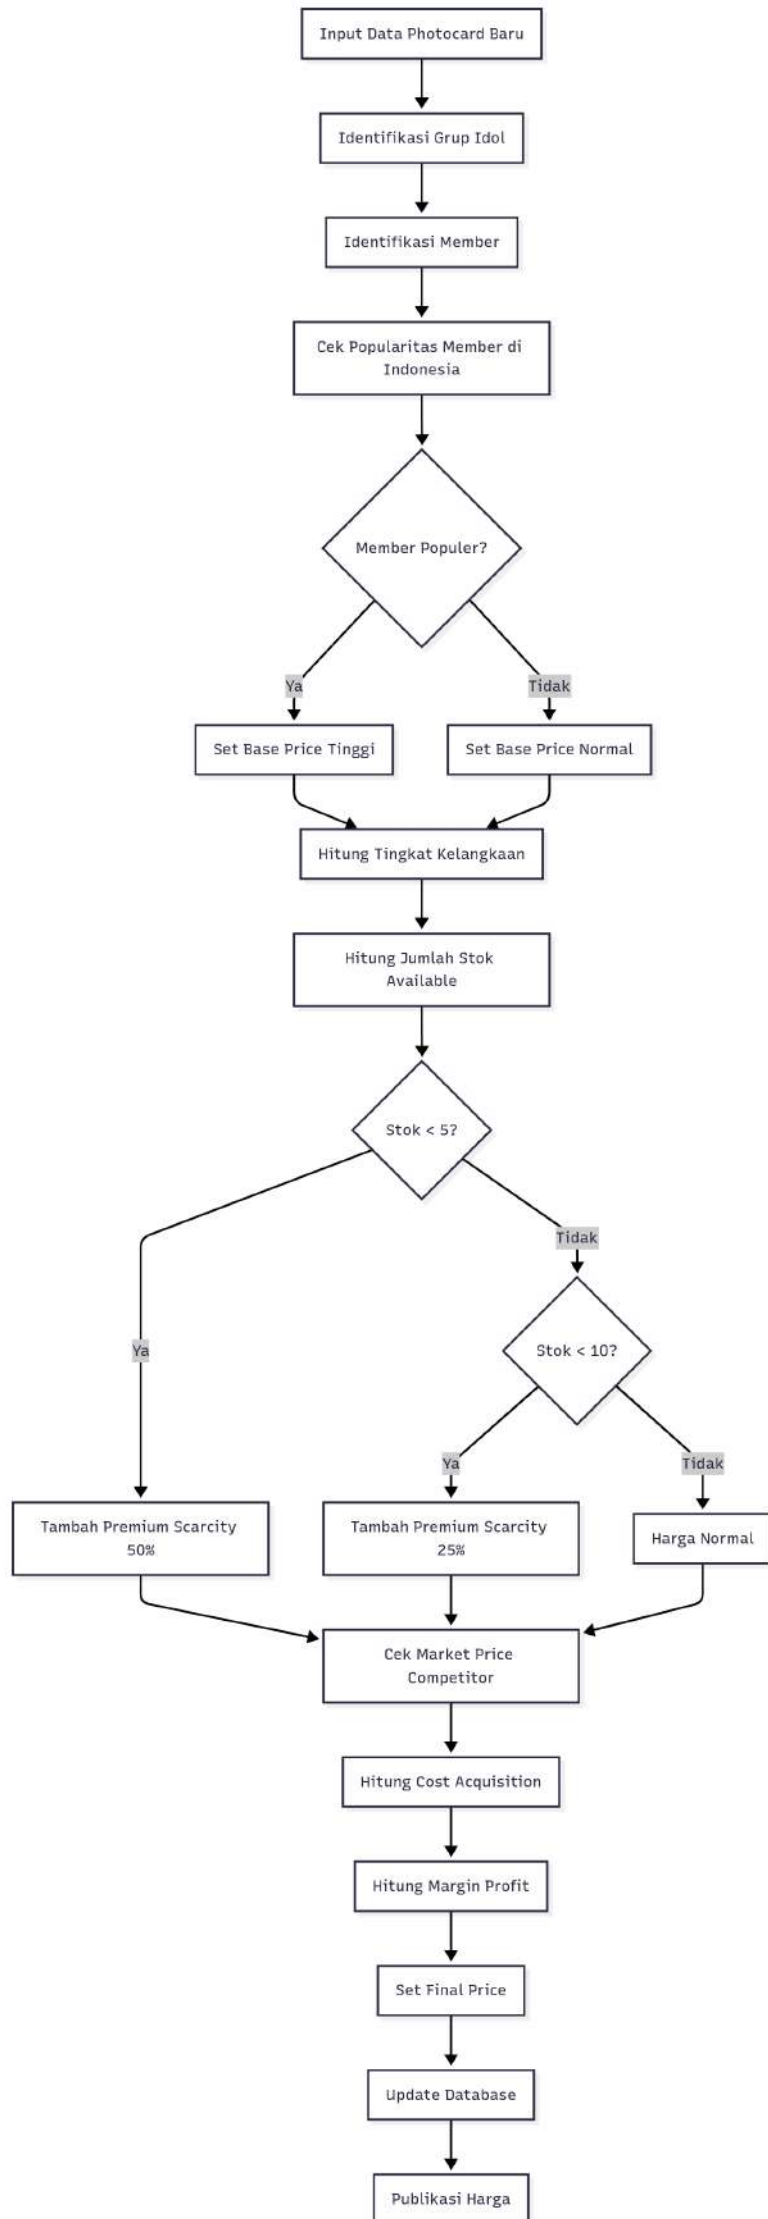 Input Data Photocard Baru
Identifikasi Grup Idol
Identifikasi Member
Cek Popularitas Member di
Indonesia
Member Populer?
Ya
Tidak
Set Base Price Tinggi
Set Base Price Normal
Hitung Tingkat Kelangkaan
Hitung Jumlah Stok
Available
Stok < 5?
Tidak
Ya
Stok < 10?
Ya
Tidak
Tambah Premium Scarcity
50%
Tambah Premium Scarcity
25%
Harga Normal
Cek Market Price
Competitor
Hitung Cost Acquisition
Hitung Margin Profit
Set Final Price
Update Database
Publikasi Harga